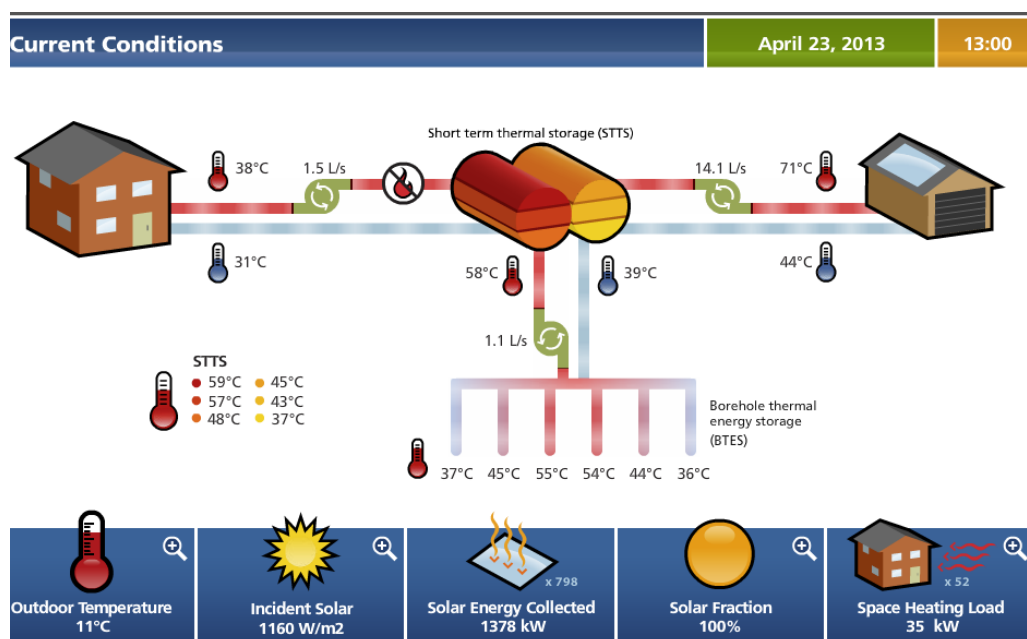 Current Conditions
April 23, 2013
13:00
Short term thermal storage (STTS)
38°C
1.5 L/s
14.1 L/s
71°C
31°C
58°C
39°C
44°C
1.1 L/s
STTS
59°C 45°C
57°C 43°C
48°C 37°C
Borehole thermal
energy storage
(BTES)
37°C 45°C 55°C 54°C 44°C 36°C
x 798
x 52
Outdoor Temperature
11°C
Incident Solar
1160 W/m2
Solar Energy Collected
1378 kW
Solar Fraction
100%
Space Heating Load
35 kW